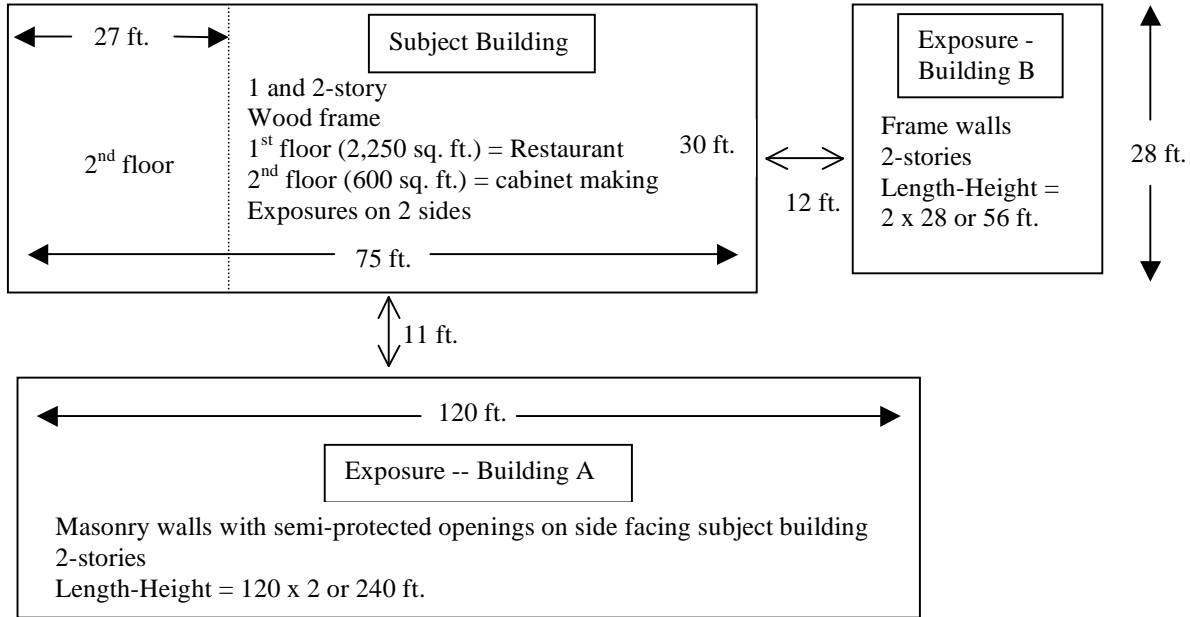 27 ft.
Subject Building
1 and 2-story
Wood frame
1st floor (2,250 sq. ft.) = Restaurant
2nd floor (600 sq. ft.) = cabinet making
Exposures on 2 sides
2nd floor
30 ft.
75 ft.
12 ft.
Exposure -
Building B
Frame walls
2-stories
Length-Height =
2 x 28 or 56 ft.
28 ft.
11 ft.
120 ft.
Exposure -- Building A
Masonry walls with semi-protected openings on side facing subject building
2-stories
Length-Height = 120 x 2 or 240 ft.